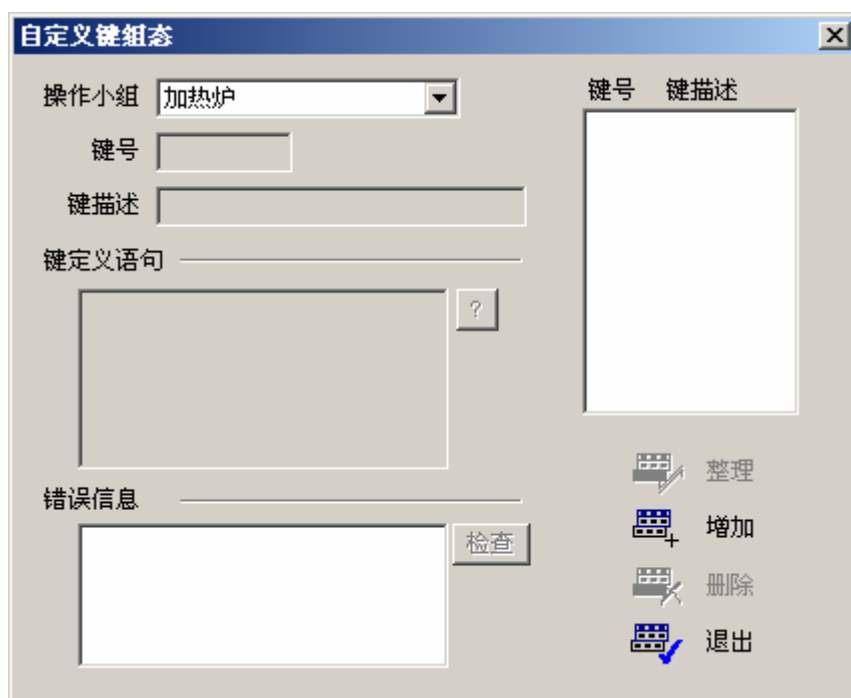 自定义键组态
操作小组 加热炉
键号
键描述
键定义语句
?
错误信息
检查
键号 键描述
整理
增加
删除
退出